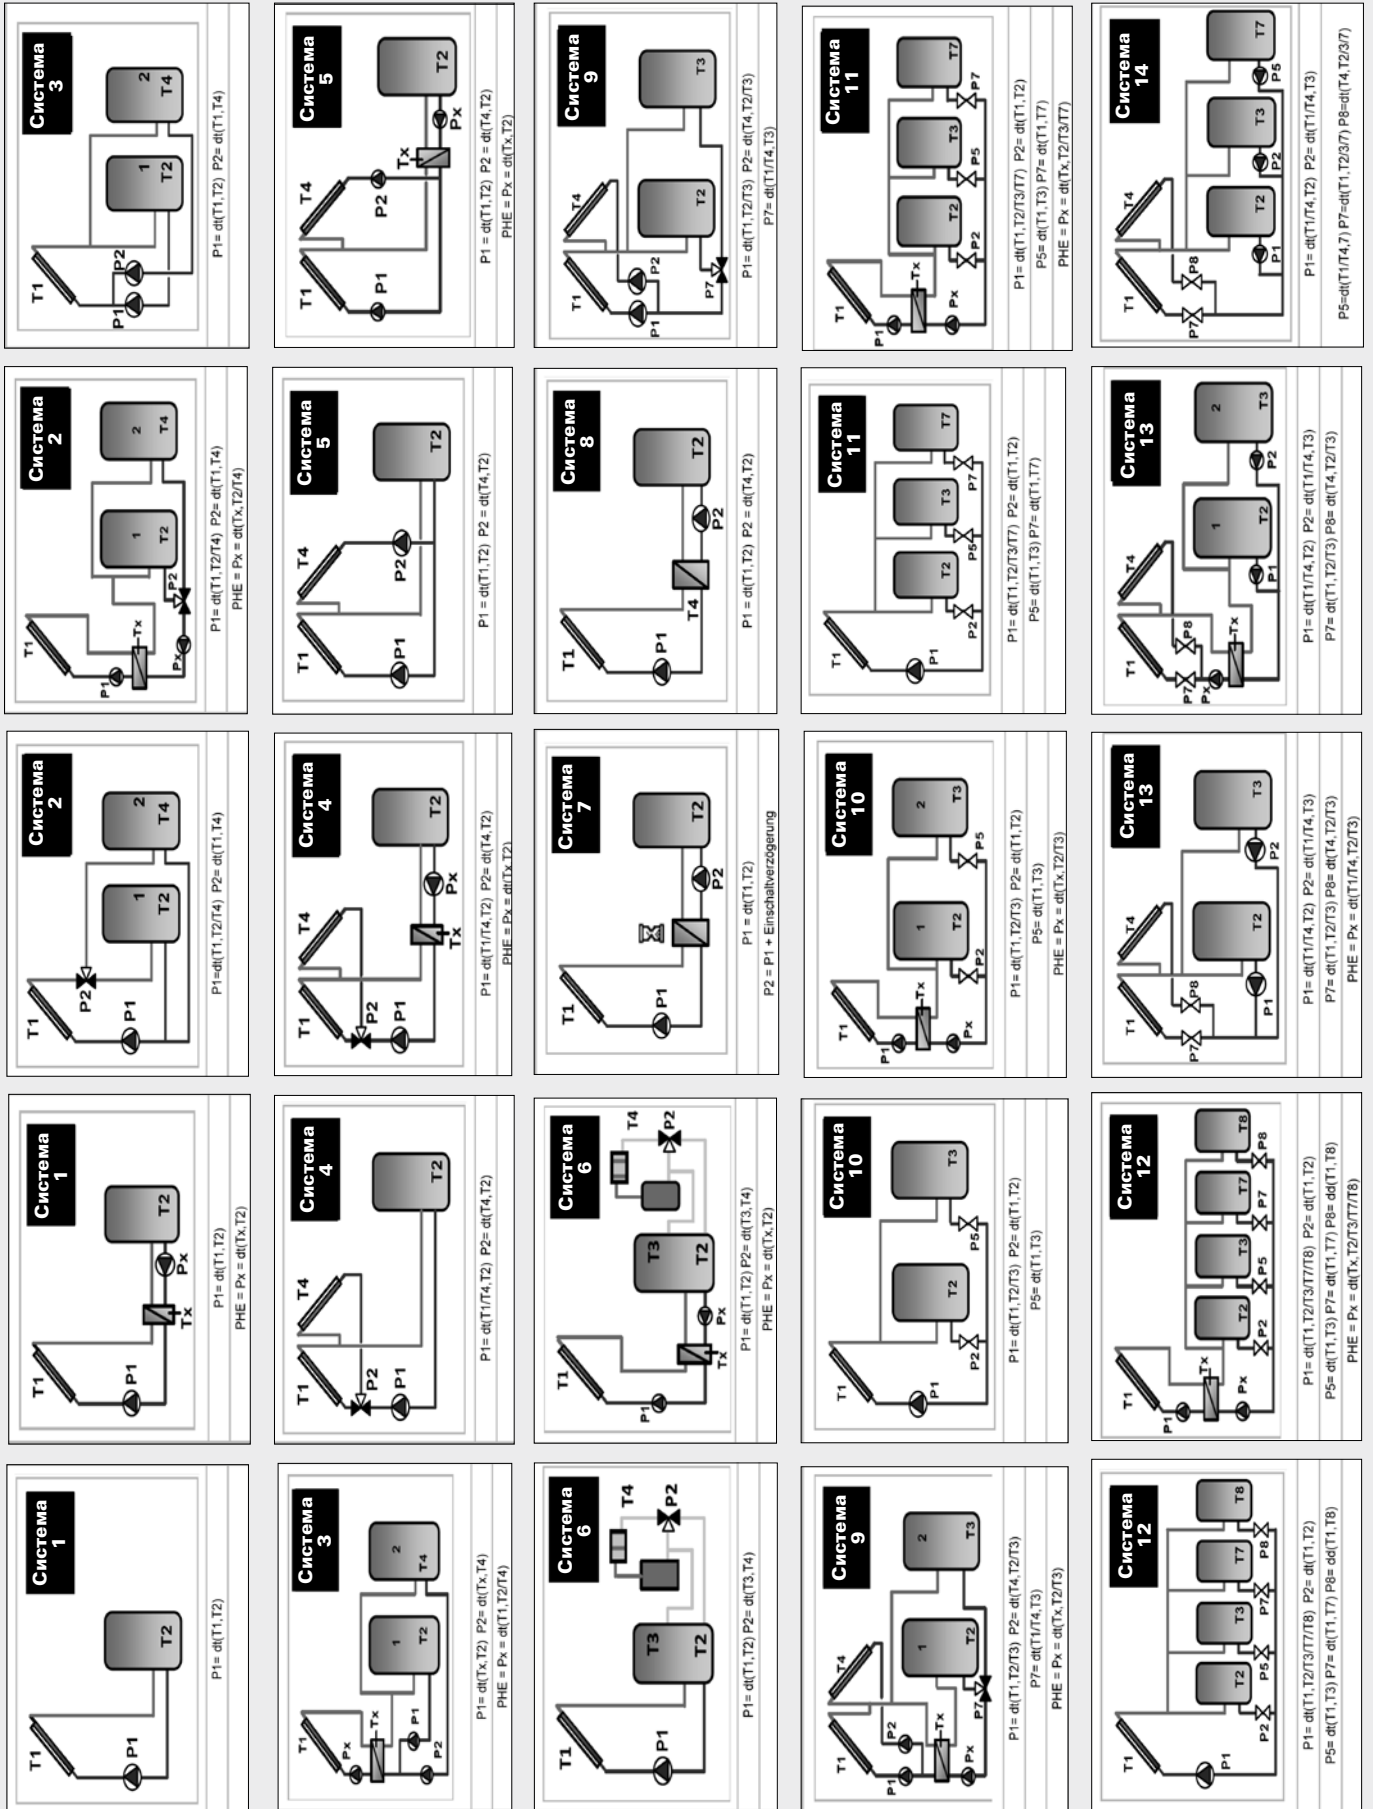 Система
1
T1
P1
T2
P1= dt(T1,T2)
Система
1
T1
P1
Tx
Px
T2
P1= dt(T1,T2)
PHE = Px = dt(Tx,T2)
Система
2
T1
P2
P1
1
T2
2
T4
P1=dt(T1,T2/T4) P2= dt(T1,T4)
Система
2
T1
P1
Tx
Px
P2
1
T2
2
T4
P1= dt(T1,T2/T4) P2= dt(T1,T4)
PHE = Px = dt(Tx,T2/T4)
Система
3
T1
P1
P2
1
T2
2
T4
P1= dt(T1,T2) P2= dt(T1,T4)
Система
3
T1
Px
Tx
P1
P2
1
T2
2
T4
P1= dt(Tx,T2) P2= dt(Tx,T4)
PHE = Px = dt(T1,T2/T4)
Система
4
T1
T4
P2
P1
T2
P1= dt(T1/T4,T2) P2= dt(T4,T2)
Система
4
T1
T4
P2
P1
Tx
Px
T2
P1= dt(T1/T4,T2) P2= dt(T4,T2)
PHE = Px = dt(Tx,T2)
Система
5
T1
T4
P1
P2
T2
P1 = dt(T1,T2) P2 = dt(T4,T2)
Система
5
T1
T4
P1
P2
Tx
Px
T2
P1 = dt(T1,T2) P2 = dt(T4,T2)
PHE = Px = dt(Tx,T2)
Система
6
T1
P1
T3
T2
T4
P2
P1= dt(T1,T2) P2= dt(T3,T4)
Система
6
T1
P1
Tx
Px
T3
T2
T4
P2
P1= dt(T1,T2) P2= dt(T3,T4)
PHE = Px = dt(Tx,T2)
Система
7
T1
P1
P2
T2
P1 = dt(T1,T2)
P2 = P1 + Einschaltverzögerung
Система
8
T1
P1
T4
P2
T2
P1 = dt(T1,T2) P2 = dt(T4,T2)
Система
9
T1
T4
P1
P2
P7
T2
T3
P1= dt(T1,T2/T3) P2= dt(T4,T2/T3)
P7= dt(T1/T4,T3)
Система
9
T1
T4
P1
P2
Tx
Px
P7
1
T2
2
T3
P1= dt(T1,T2/T3) P2= dt(T4,T2/T3)
P7= dt(T1/T4,T3)
PHE = Px = dt(Tx,T2/T3)
Система
10
T1
P1
P2
T2
P5
T3
P1= dt(T1,T2/T3) P2= dt(T1,T2)
P5= dt(T1,T3)
Система
10
T1
P1
Tx
Px
P2
1
T2
P5
2
T3
P1= dt(T1,T2/T3) P2= dt(T1,T2)
P5= dt(T1,T3)
PHE = Px = dt(Tx,T2/T3)
Система
11
T1
P1
P2
T2
P5
T3
P7
T7
P1= dt(T1,T2/T3/T7) P2= dt(T1,T2)
P5= dt(T1,T3) P7= dt(T1,T7)
Система
11
T1
P1
Tx
Px
P2
T2
P5
T3
P7
T7
P1= dt(T1,T2/T3/T7) P2= dt(T1,T2)
P5= dt(T1,T3) P7= dt(T1,T7)
PHE = Px = dt(Tx,T2/T3/T7)
Система
12
T1
P1
P2
T2
P5
T3
P7
T7
P8
T8
P1= dt(T1,T2/T3/T7/T8) P2= dt(T1,T2)
P5= dt(T1,T3) P7= dt(T1,T7) P8= dd(T1,T8)
Система
12
T1
P1
Tx
Px
P2
T2
P5
T3
P7
T7
P8
T8
P1= dt(T1,T2/T3/T7/T8) P2= dt(T1,T2)
P5= dt(T1,T3) P7= dt(T1,T7) P8= dd(T1,T8)
PHE = Px = dt(Tx,T2/T3/T7/T8)
Система
13
T1
T4
P7
P8
P1
T2
P2
T3
P1= dt(T1/T4,T2) P2= dt(T1/T4,T3)
P7= dt(T1,T2/T3) P8= dt(T4,T2/T3)
PHE = Px = dt(T1/T4,T2/T3)
Система
13
T1
T4
P7
P8
Px
P1
1
T2
P2
2
T3
P1= dt(T1/T4,T2) P2= dt(T1/T4,T3)
P7= dt(T1,T2/T3) P8= dt(T4,T2/T3)
Система
14
T1
T4
P7
P8
P1
T2
P2
T3
P5
T7
P1= dt(T1/T4,T2) P2= dt(T1/T4,T3)
P5=dt(T1/T4,7) P7=dt(T1,T2/3/7) P8=dt(T4,T2/3/7)